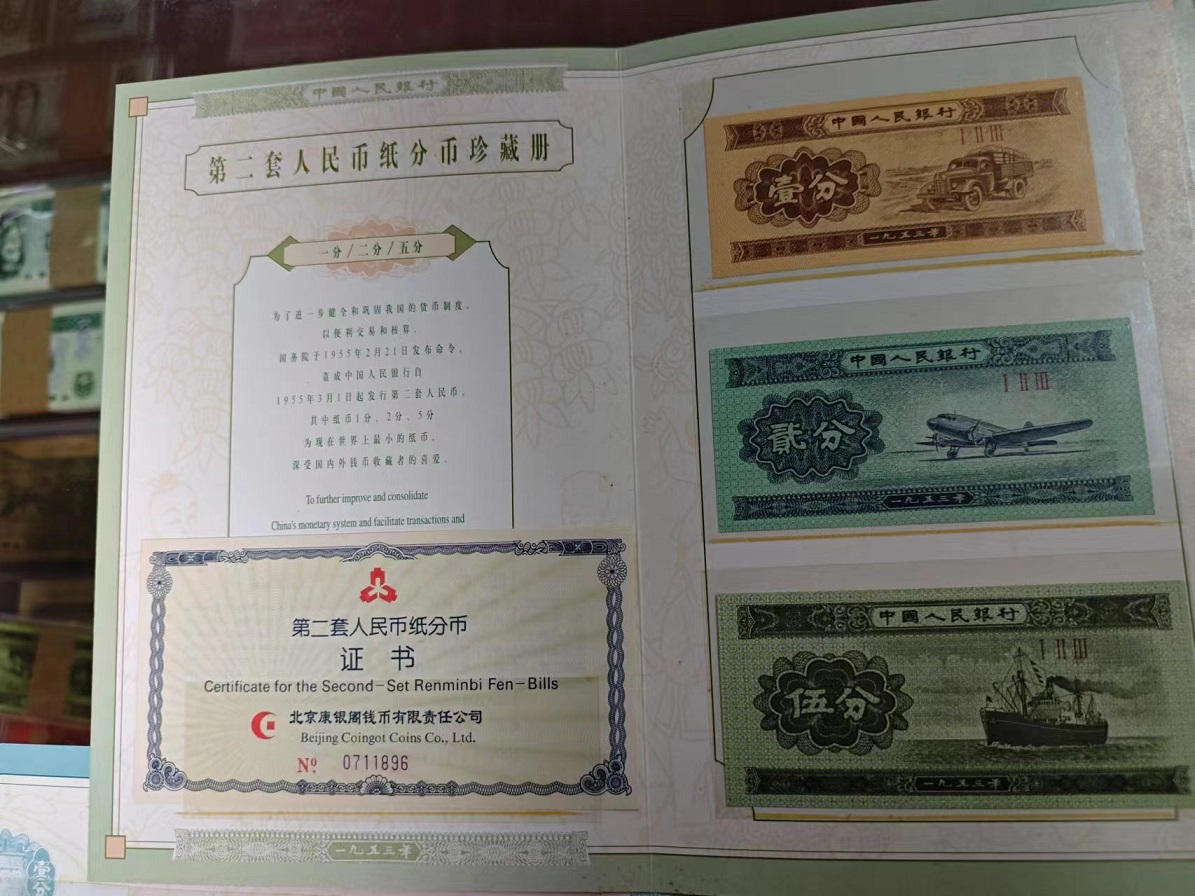 中國人民銀行
第二套人民币纸分币珍藏册
一分/二分/五分
为了进一步健全和巩固我国的货币制度,
以便利交易和核算,
国务院于1955年2月21日发布命令,
责成中国人民银行自
1955年3月1日起发行第二套人民币,
其中纸币1分、2分、5分
为现在世界上最小的纸币,
深受国内外钱币收藏者的喜爱。
To further improve and consolidate
China's monetary system and facilitate transactions and
第二套人民币纸分币
证 书
Certificate for the Second-Set Renminbi Fen-Bills
北京康银阁钱币有限责任公司
Beijing Coingot Coins Co., Ltd.
Nº 0711896
一九五三年
中國人民銀行
I II III
壹分
一九五三年
中國人民銀行
I II III
贰分
一九五三年
中國人民銀行
I II III
伍分
一九五三年
壹分